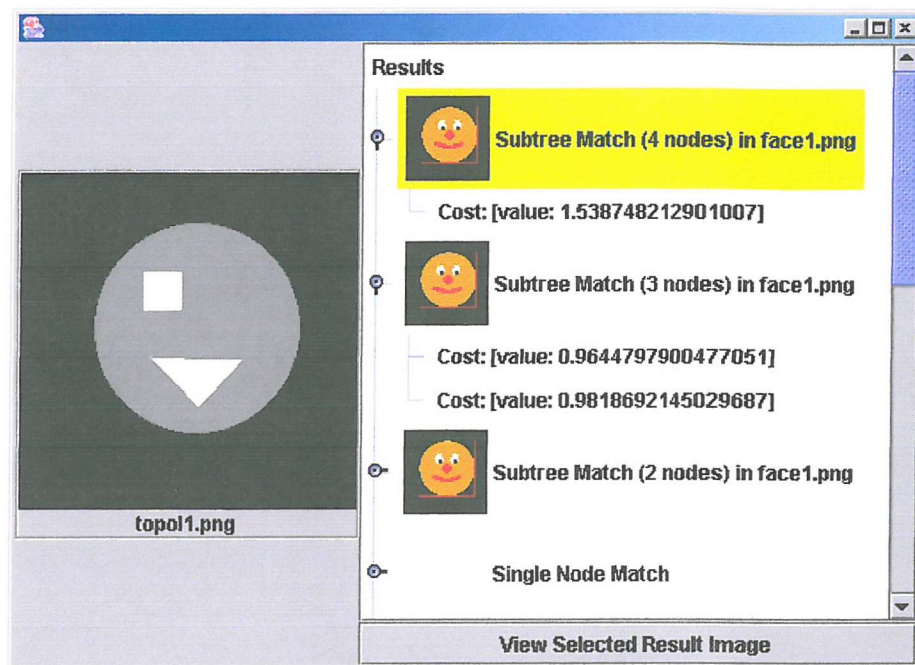 Results
Subtree Match (4 nodes) in face1.png
Cost: [value: 1.538748212901007]
Subtree Match (3 nodes) in face1.png
Cost: [value: 0.9644797900477051]
Cost: [value: 0.9818692145029687]
Subtree Match (2 nodes) in face1.png
Single Node Match
View Selected Result Image
topol1.png